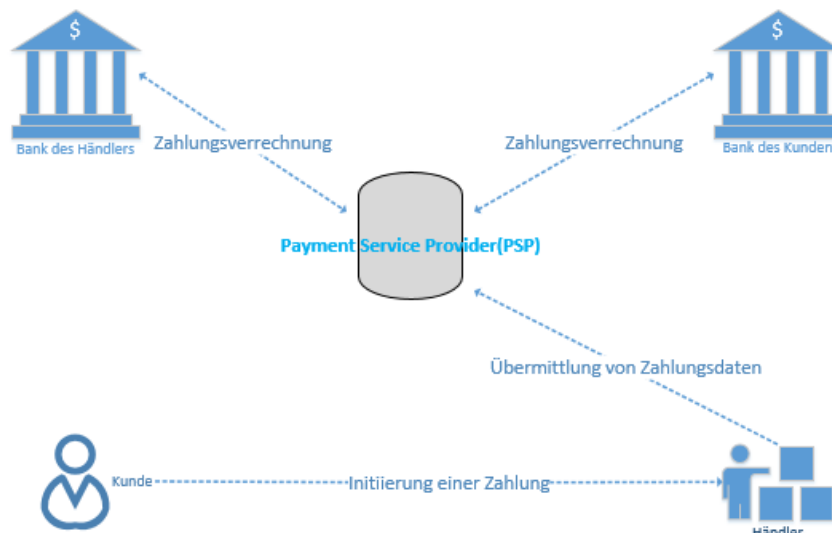 $
$
Bank des Händlers
Zahlungsverrechnung
Zahlungsverrechnung
Bank des Kunden
Payment Service Provider(PSP)
Übermittlung von Zahlungsdaten
Kunde
Initiierung einer Zahlung
Händler